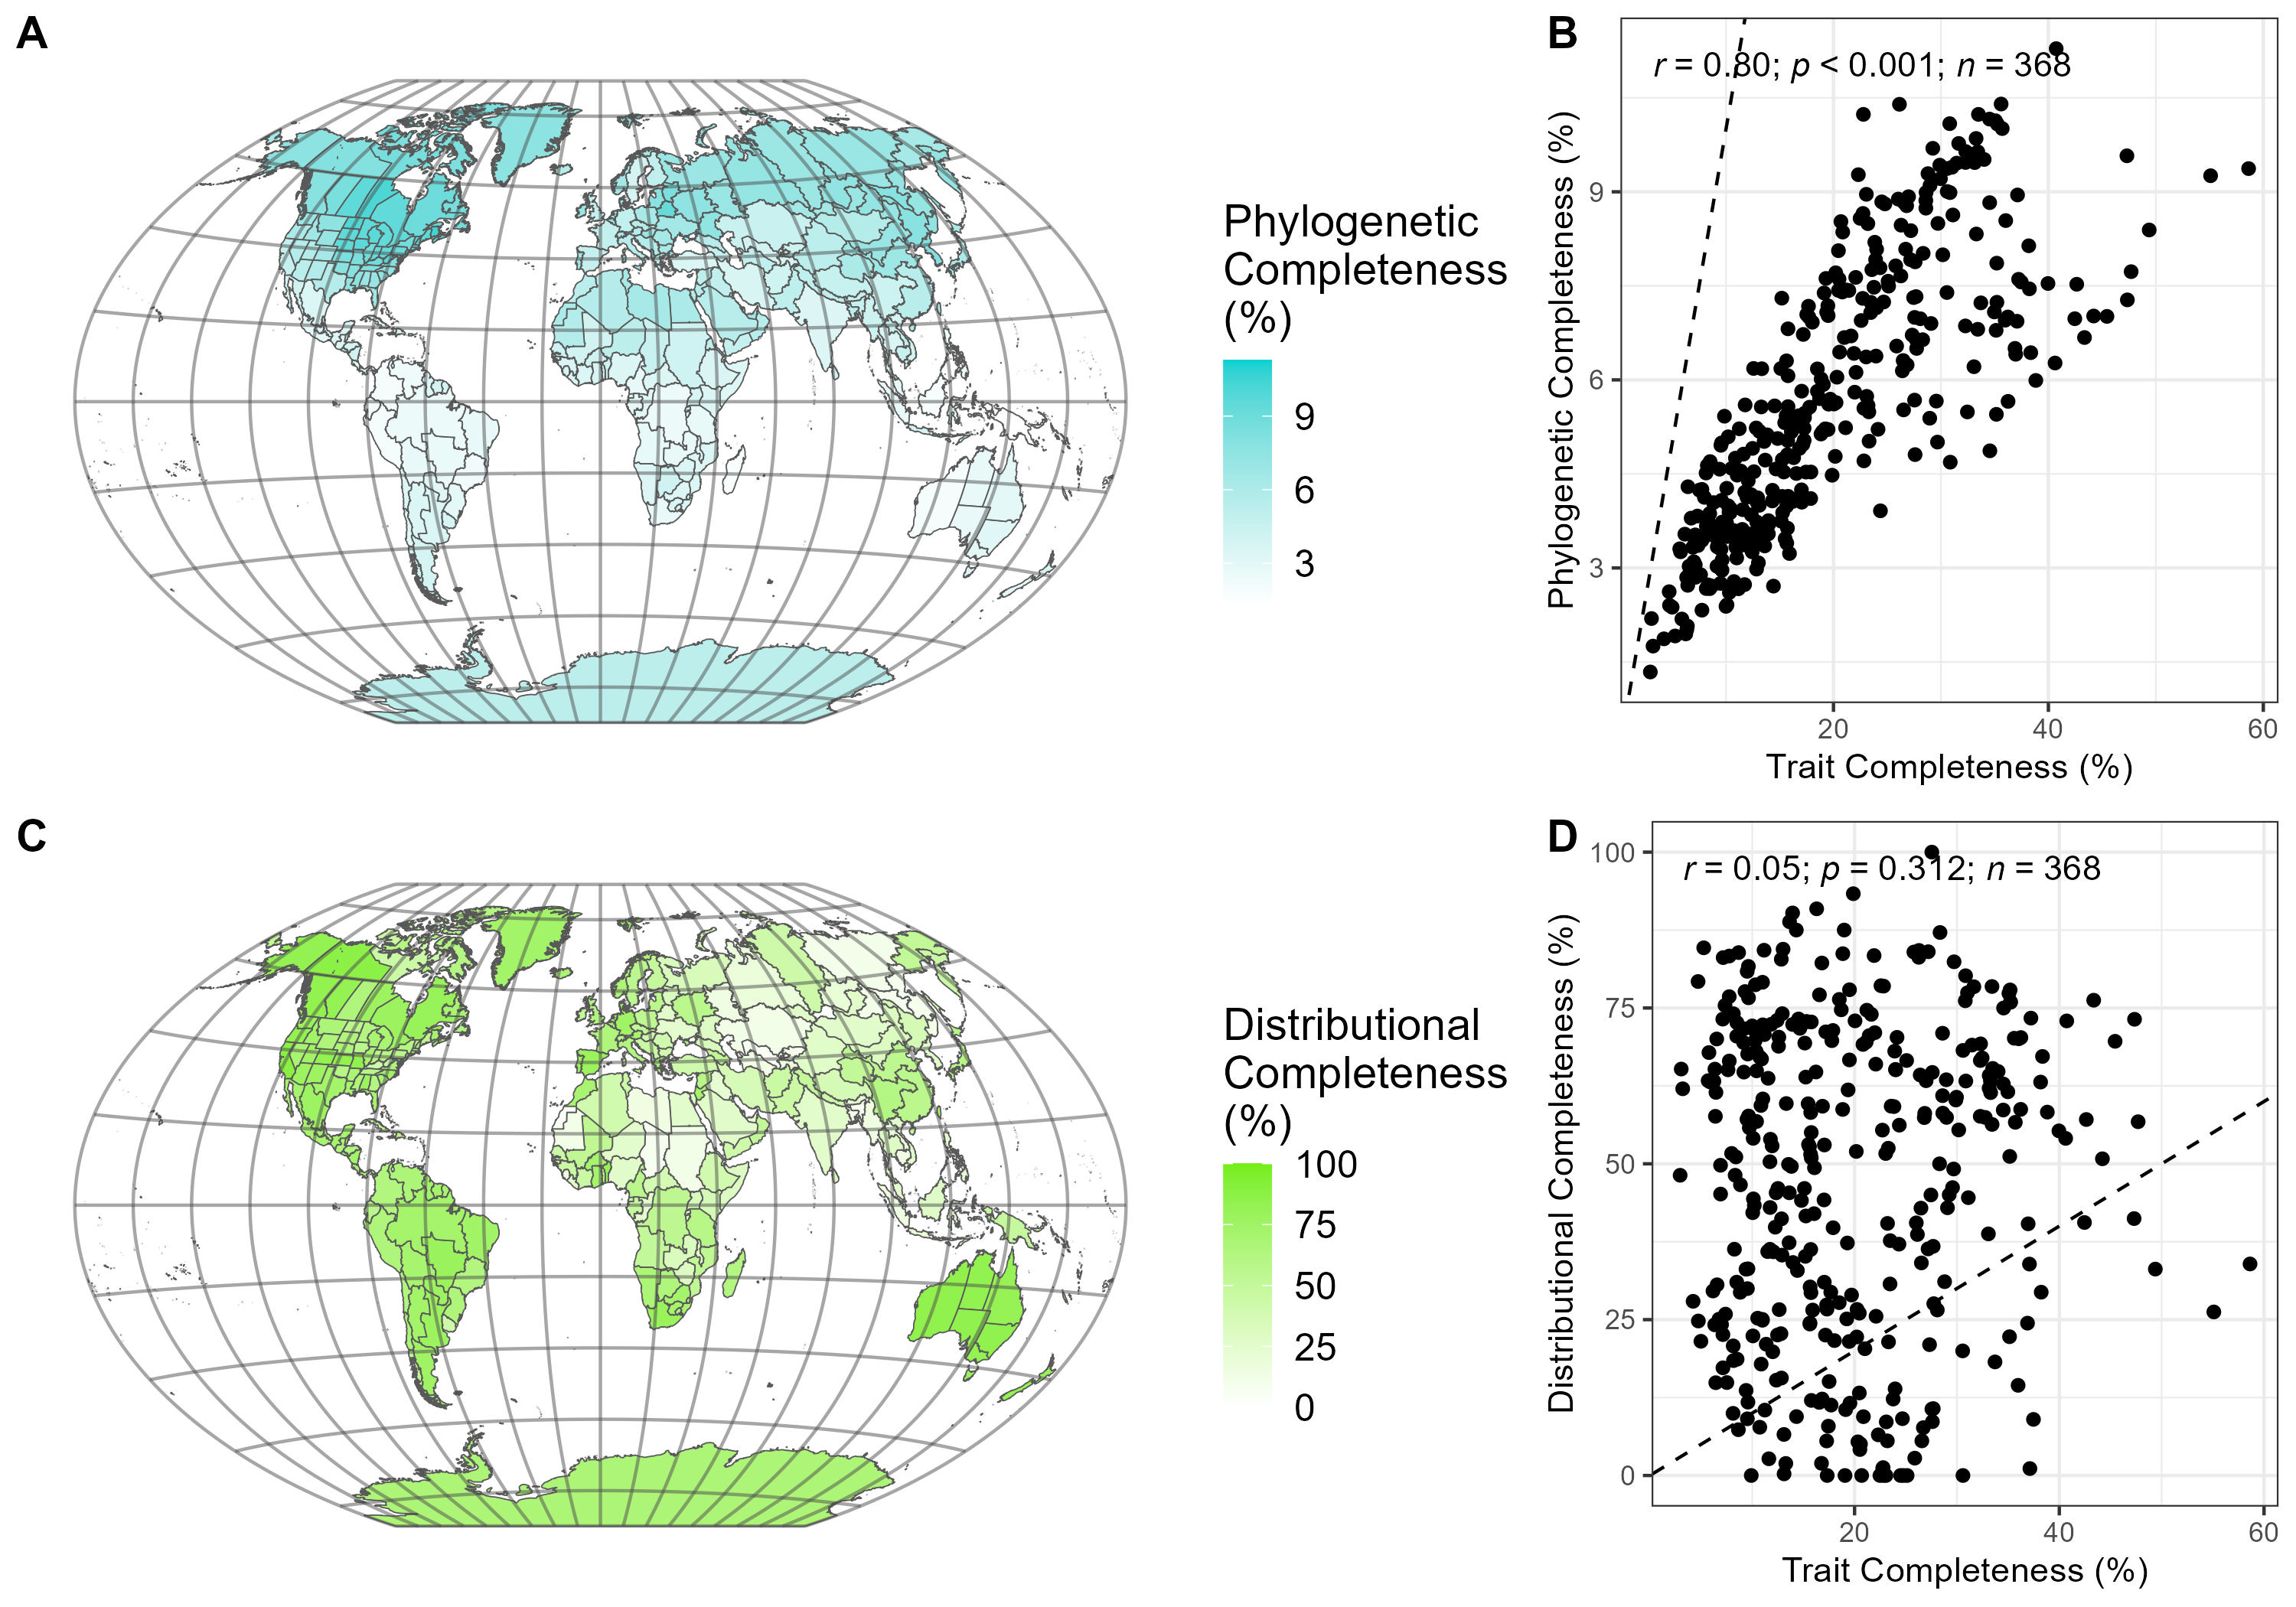 A
Phylogenetic
Completeness
(%)
9
6
3
B
r = 0.80; p < 0.001; n = 368
Phylogenetic Completeness (%)
9
6
3
20 40 60
Trait Completeness (%)
C
Distributional
Completeness
(%)
100
75
50
25
0
D
r = 0.05; p = 0.312; n = 368
Distributional Completeness (%)
100
75
50
25
0
20 40 60
Trait Completeness (%)